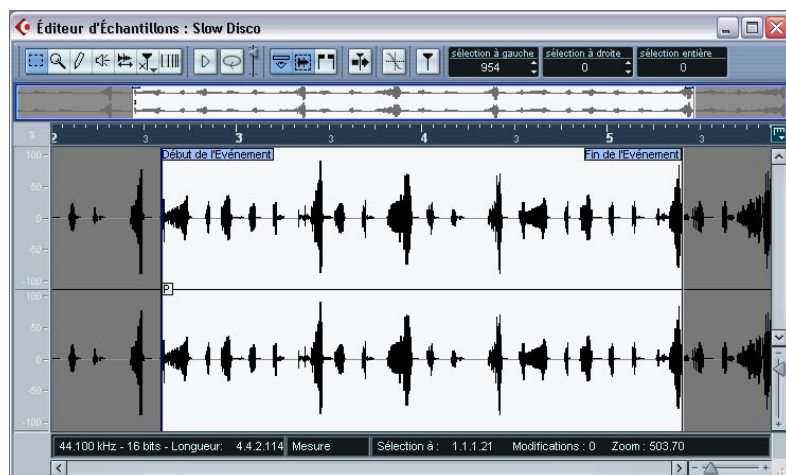 Éditeur d'Échantillons : Slow Disco
sélection à gauche sélection à droite sélection entière
954 0 0
2 3 3 3 4 3 5 3
Début de l'Evénement Fin de l'Evénement
100
50
0
-50
-100
P
100
50
0
-50
-100
44.100 kHz - 16 bits - Longueur: 4.4.2.114 Mesure Sélection à : 1.1.1.21 Modifications : 0 Zoom : 503.70